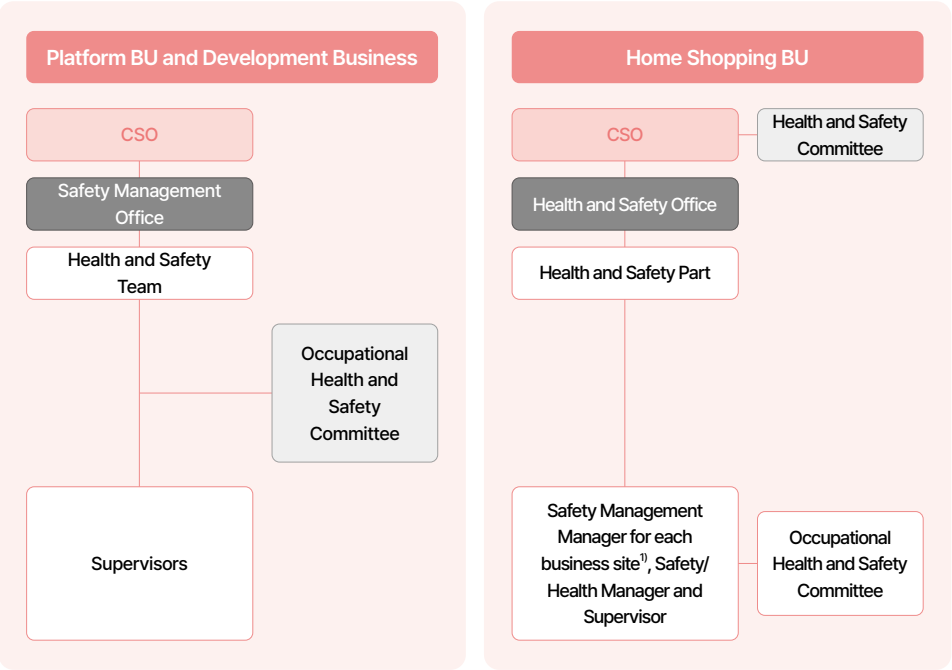 Platform BU and Development Business
CSO
Safety Management
Office
Health and Safety
Team
Occupational
Health and
Safety
Committee
Supervisors
Home Shopping BU
CSO
Health and Safety
Committee
Health and Safety Office
Health and Safety Part
Safety Management
Manager for each
business site1), Safety/
Health Manager and
Supervisor
Occupational
Health and Safety
Committee